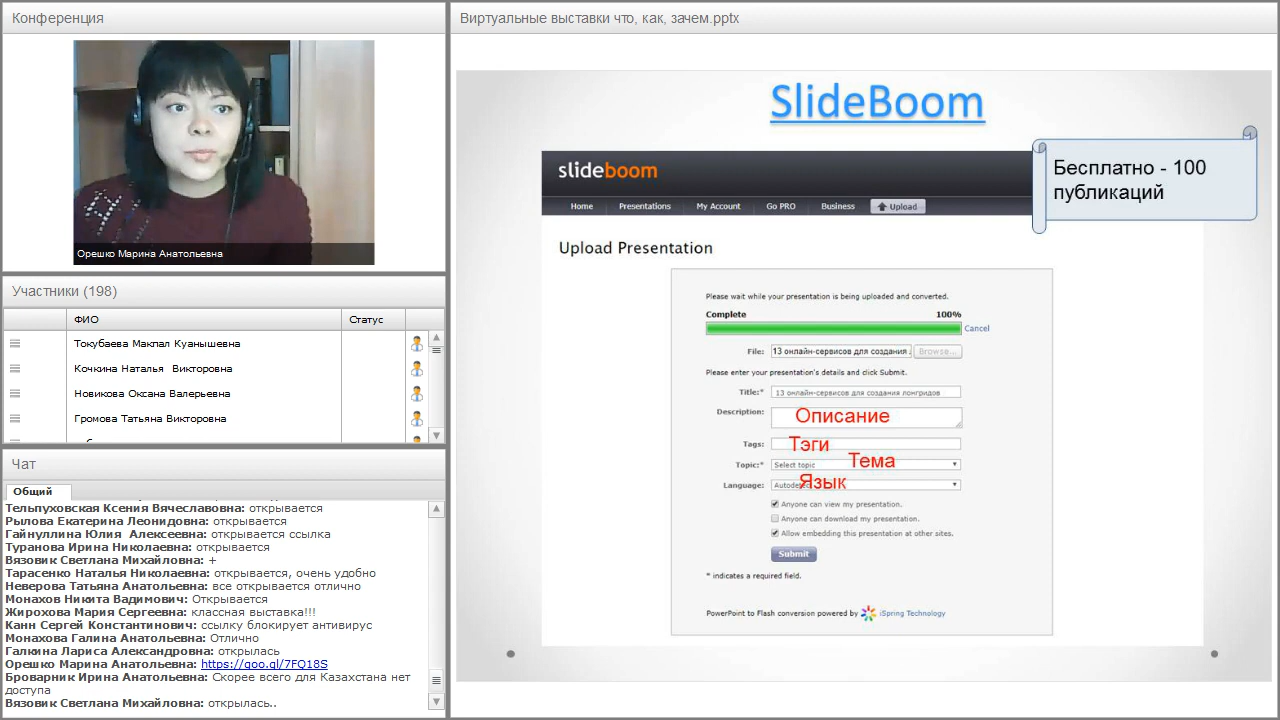 Конференция
Орешко Марина Анатольевна
Участники (198)
ФИО
Статус
Токубаева Макпал Куанышевна
Кочкина Наталья Викторовна
Новикова Оксана Валерьевна
Громова Татьяна Викторовна
Чат
Общий
Тельпуховская Ксения Вячеславовна: открывается
Рылова Екатерина Леонидовна: открывается
Гайнуллина Юлия Алексеевна: открывается ссылка
Туранова Ирина Николаевна: открывается
Вязовик Светлана Михайловна: +
Тарасенко Наталья Николаевна: открывается, очень удобно
Неверова Татьяна Анатольевна: все открывается отлично
Монахов Никита Вадимович: Открывается
Жирохова Мария Сергеевна: классная выставка!!!
Канн Сергей Константинович: ссылку блокирует антивирус
Монахова Галина Анатольевна: Отлично
Галкина Лариса Александровна: открылась
Орешко Марина Анатольевна: https://goo.gl/7FQ18S
Броварник Ирина Анатольевна: Скорее всего для Казахстана нет
доступа
Вязовик Светлана Михайловна: открылась..
Виртуальные выставки что, как, зачем.pptx
SlideBoom
Бесплатно - 100
публикаций
slideboom
Home
Presentations
My Account
Go PRO
Business
Upload
Upload Presentation
Please wait while your presentation is being uploaded and converted.
Complete 100%
Cancel
File: 13 онлайн-сервисов для создания Browse...
Please enter your presentation's details and click Submit.
Title:* 13 онлайн-сервисов для создания лонгридов
Description: Описание
Tags: Тэги
Topic:* Select topic Тема
Language: Язык
Anyone can view my presentation.
Anyone can download my presentation.
Allow embedding this presentation at other sites.
Submit
* indicates a required field.
PowerPoint to Flash conversion powered by iSpring Technology